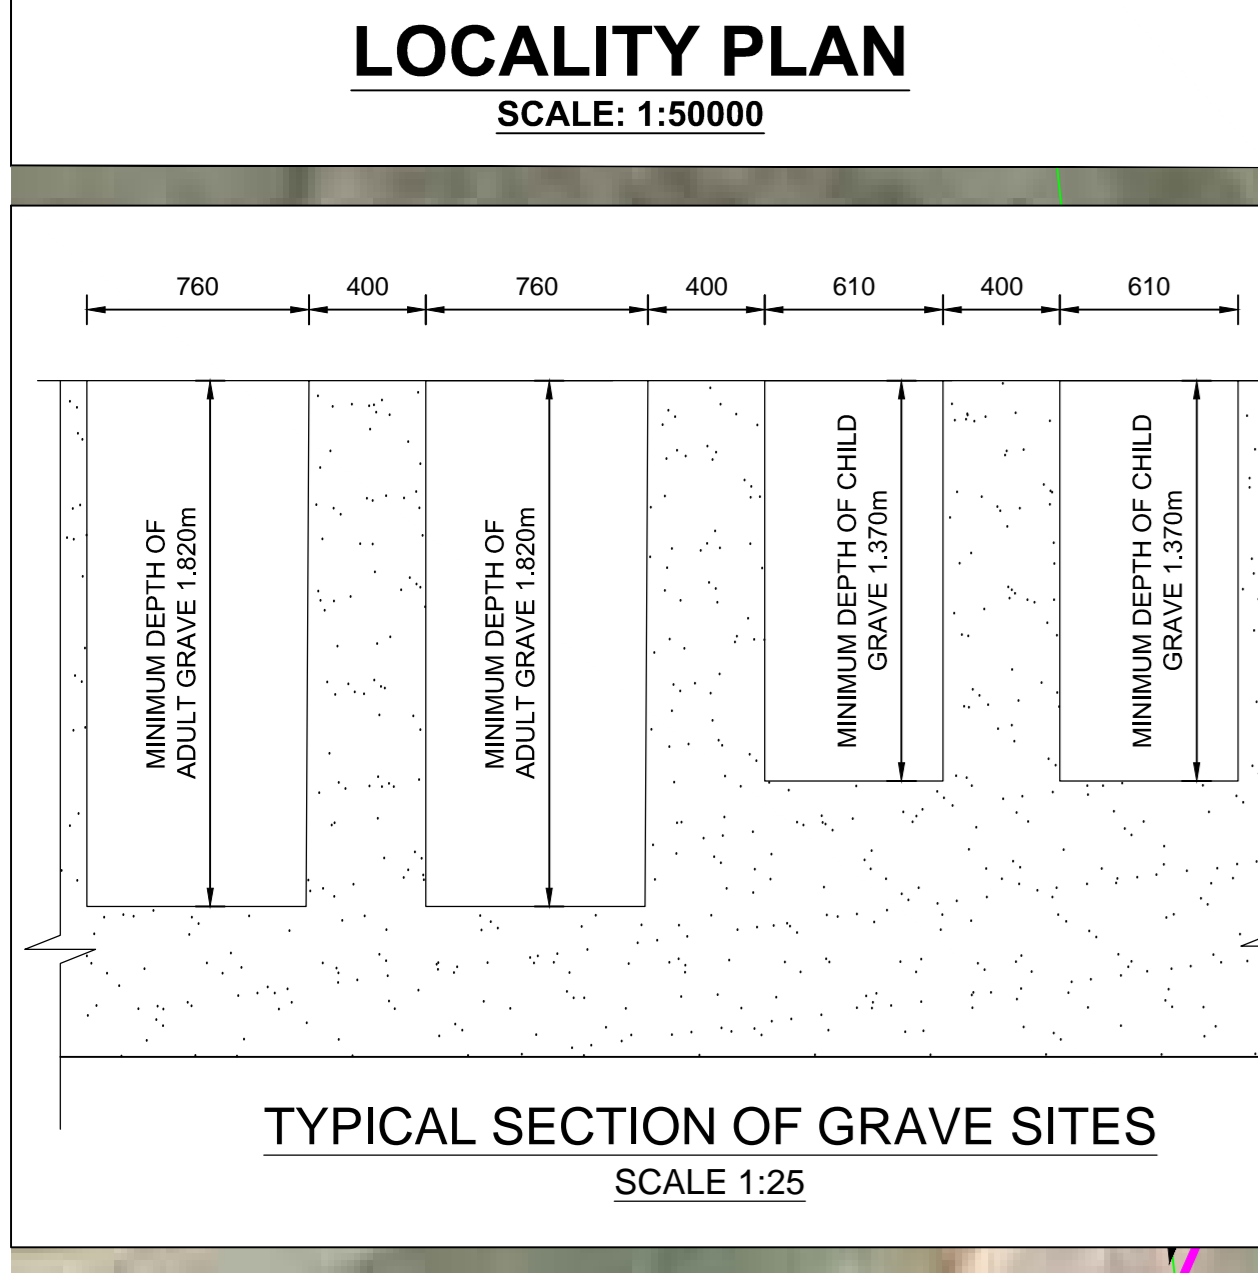 LOCALITY PLAN
SCALE: 1:50000
760
400
760
400
610
400
610
MINIMUM DEPTH OF
ADULT GRAVE 1.820m
MINIMUM DEPTH OF
ADULT GRAVE 1.820m
MINIMUM DEPTH OF CHILD
GRAVE 1.370m
MINIMUM DEPTH OF CHILD
GRAVE 1.370m
TYPICAL SECTION OF GRAVE SITES
SCALE 1:25